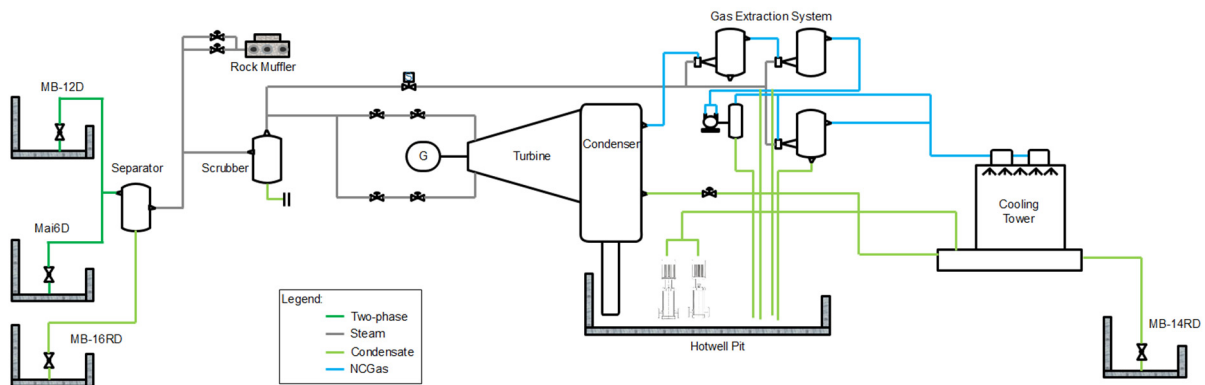 Gas Extraction System
Rock Muffler
MB-12D
Separator
Scrubber
G
Turbine
Condenser
Mai6D
Cooling
Tower
MB-16RD
Legend:
Two-phase
Steam
Condensate
NCGas
Hotwell Pit
MB-14RD